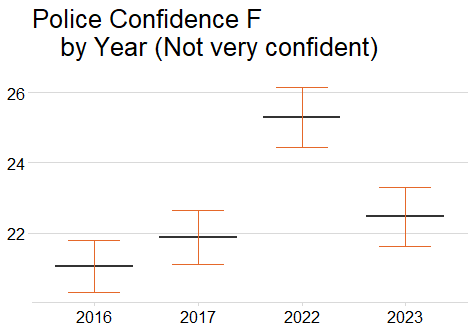 Police Confidence F
by Year (Not very confident)
26
24
22
2016 2017 2022 2023